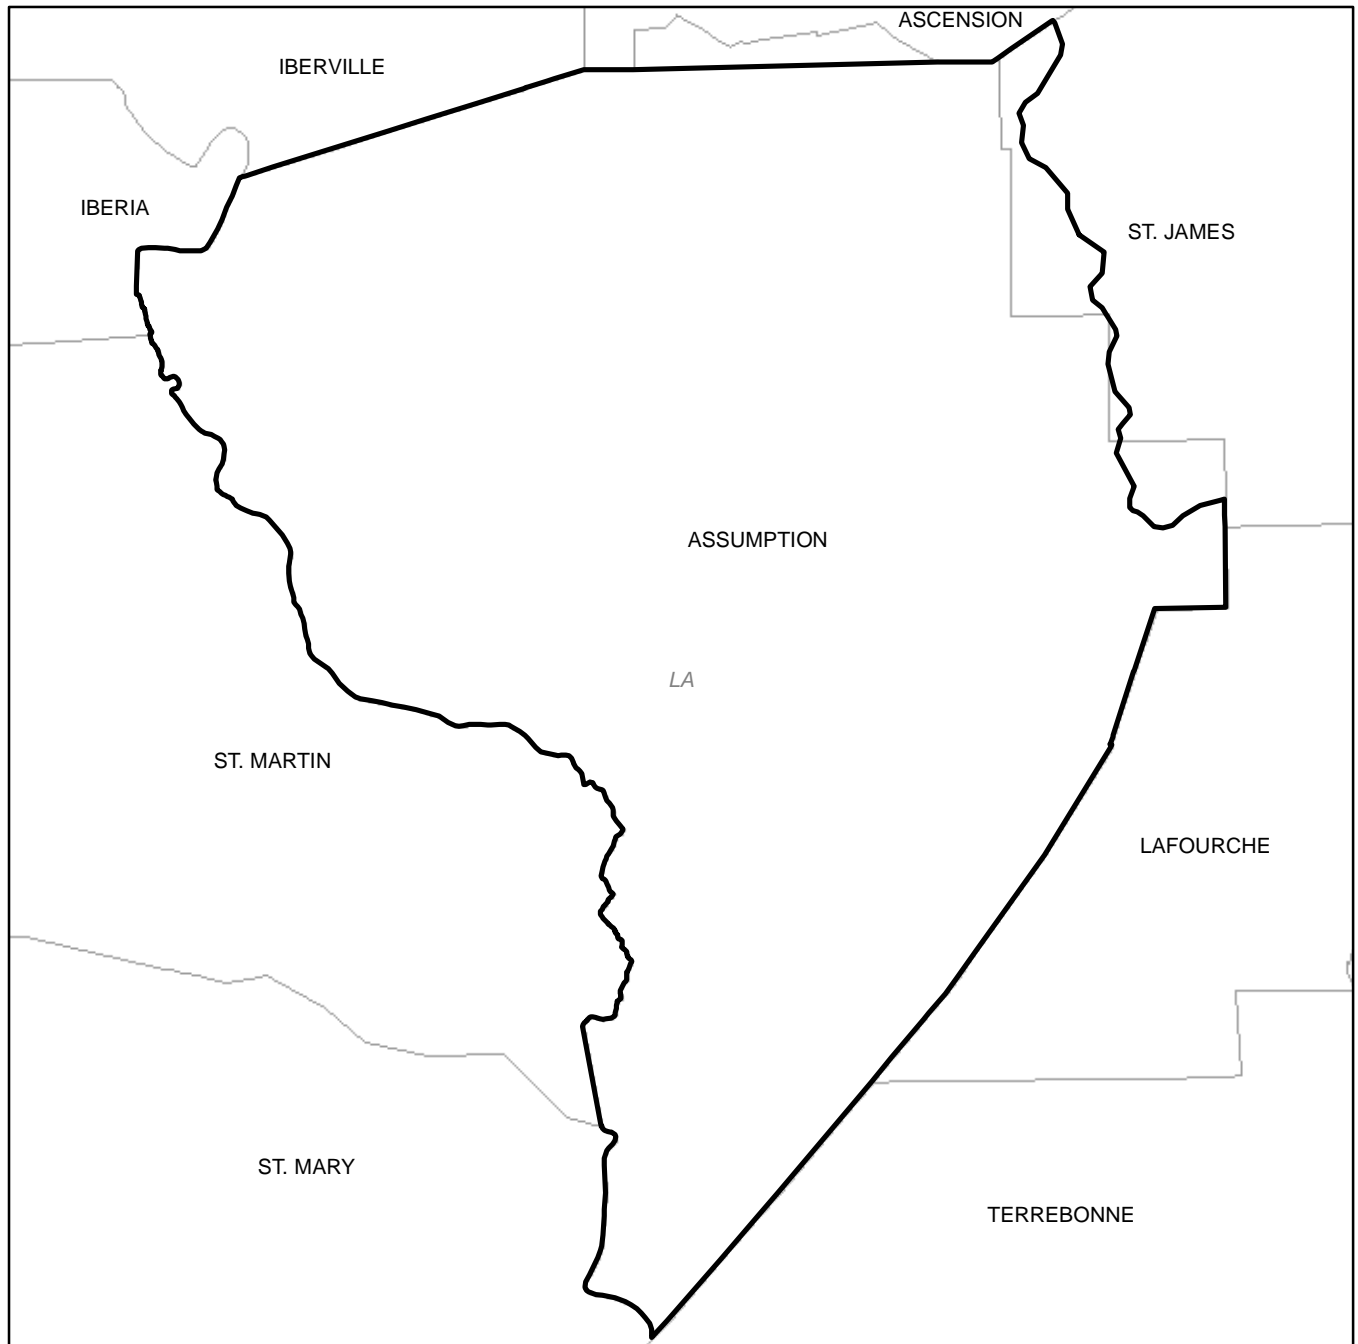 ASCENSION
IBERVILLE
IBERIA
ST. JAMES
ASSUMPTION
LA
ST. MARTIN
LAFOURCHE
ST. MARY
TERREBONNE